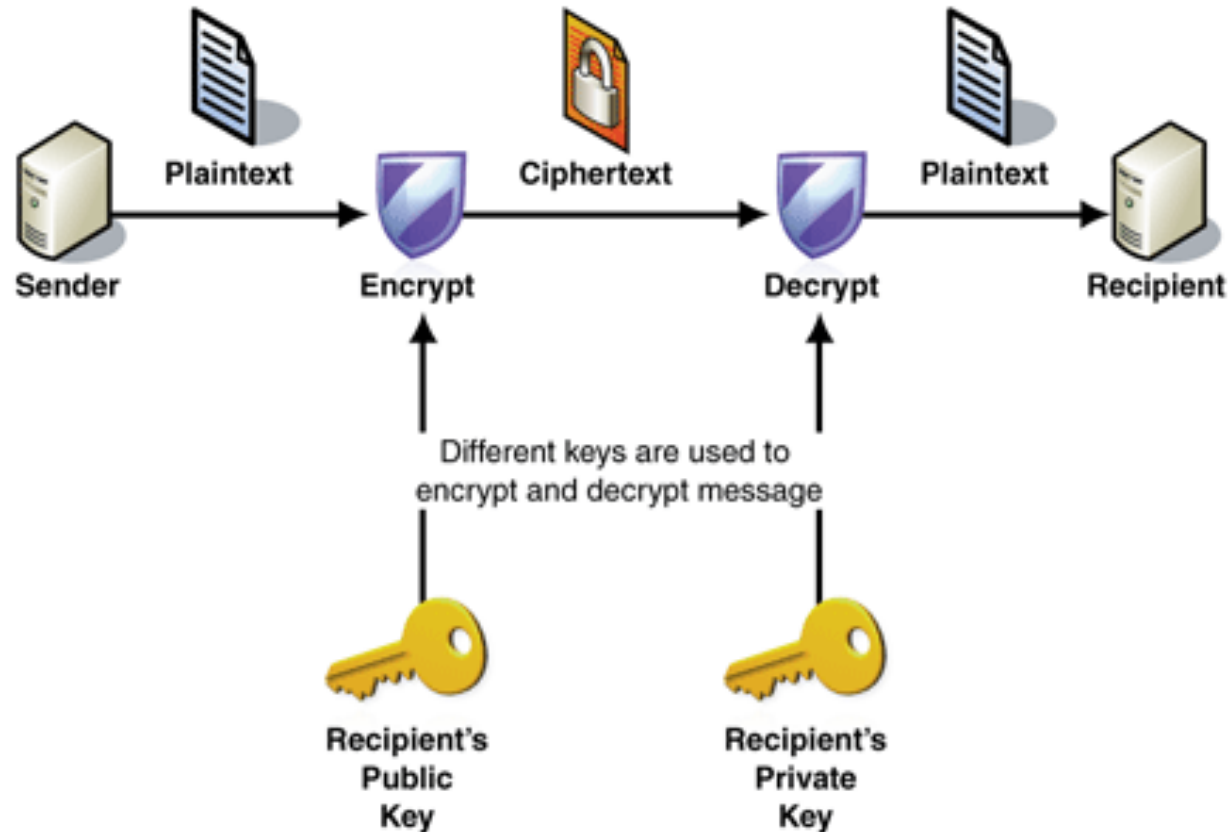 Plaintext
Ciphertext
Plaintext
Sender
Encrypt
Decrypt
Recipient
Different keys are used to
encrypt and decrypt message
Recipient's
Public
Key
Recipient's
Private
Key